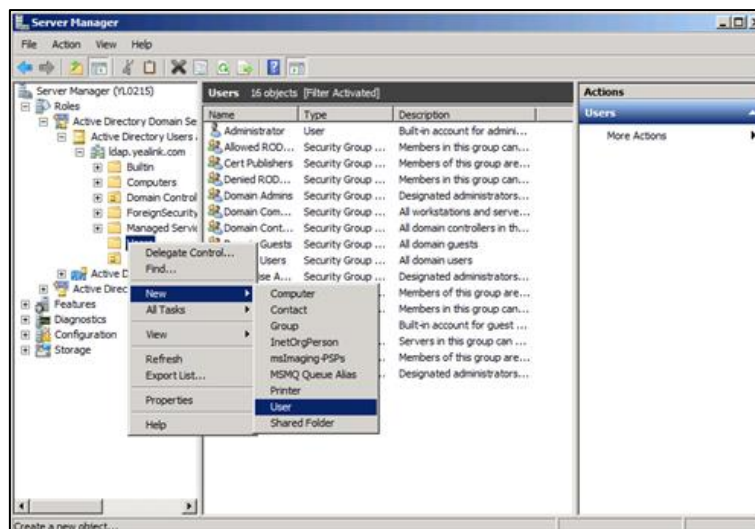 Server Manager
File Action View Help
Server Manager (YL0215)
Roles
Active Directory Domain Se
Active Directory Users
ldap.yealink.com
Builtin
Computers
Domain Control
ForeignSecurity
Managed Servic
Active D
Active Direc
Features
Diagnostics
Configuration
Storage
Users 16 objects [Filter Activated]
Name Type Description
Administrator User Built-in account for admini...
Allowed ROD... Security Group ... Members in this group can...
Cert Publishers Security Group ... Members of this group are...
Denied ROD... Security Group ... Members in this group can...
Domain Admins Security Group ... Designated administrators...
Domain Com... Security Group ... All workstations and serve...
Domain Cont... Security Group ... All domain controllers in th...
Guests Security Group ... All domain guests
Users Security Group ... All domain users
ise A... Security Group ... Designated administrators...
Members of this group are...
Members in this group can...
Built-in account for guest ...
Servers in this group can ...
Members of this group are...
Designated administrators...
Delegate Control...
Find...
New
All Tasks
View
Refresh
Export List...
Properties
Help
Computer
Contact
Group
InetOrgPerson
msImaging-PSPs
MSMQ Queue Alias
Printer
User
Shared Folder
Actions
Users
More Actions
Create a new object...